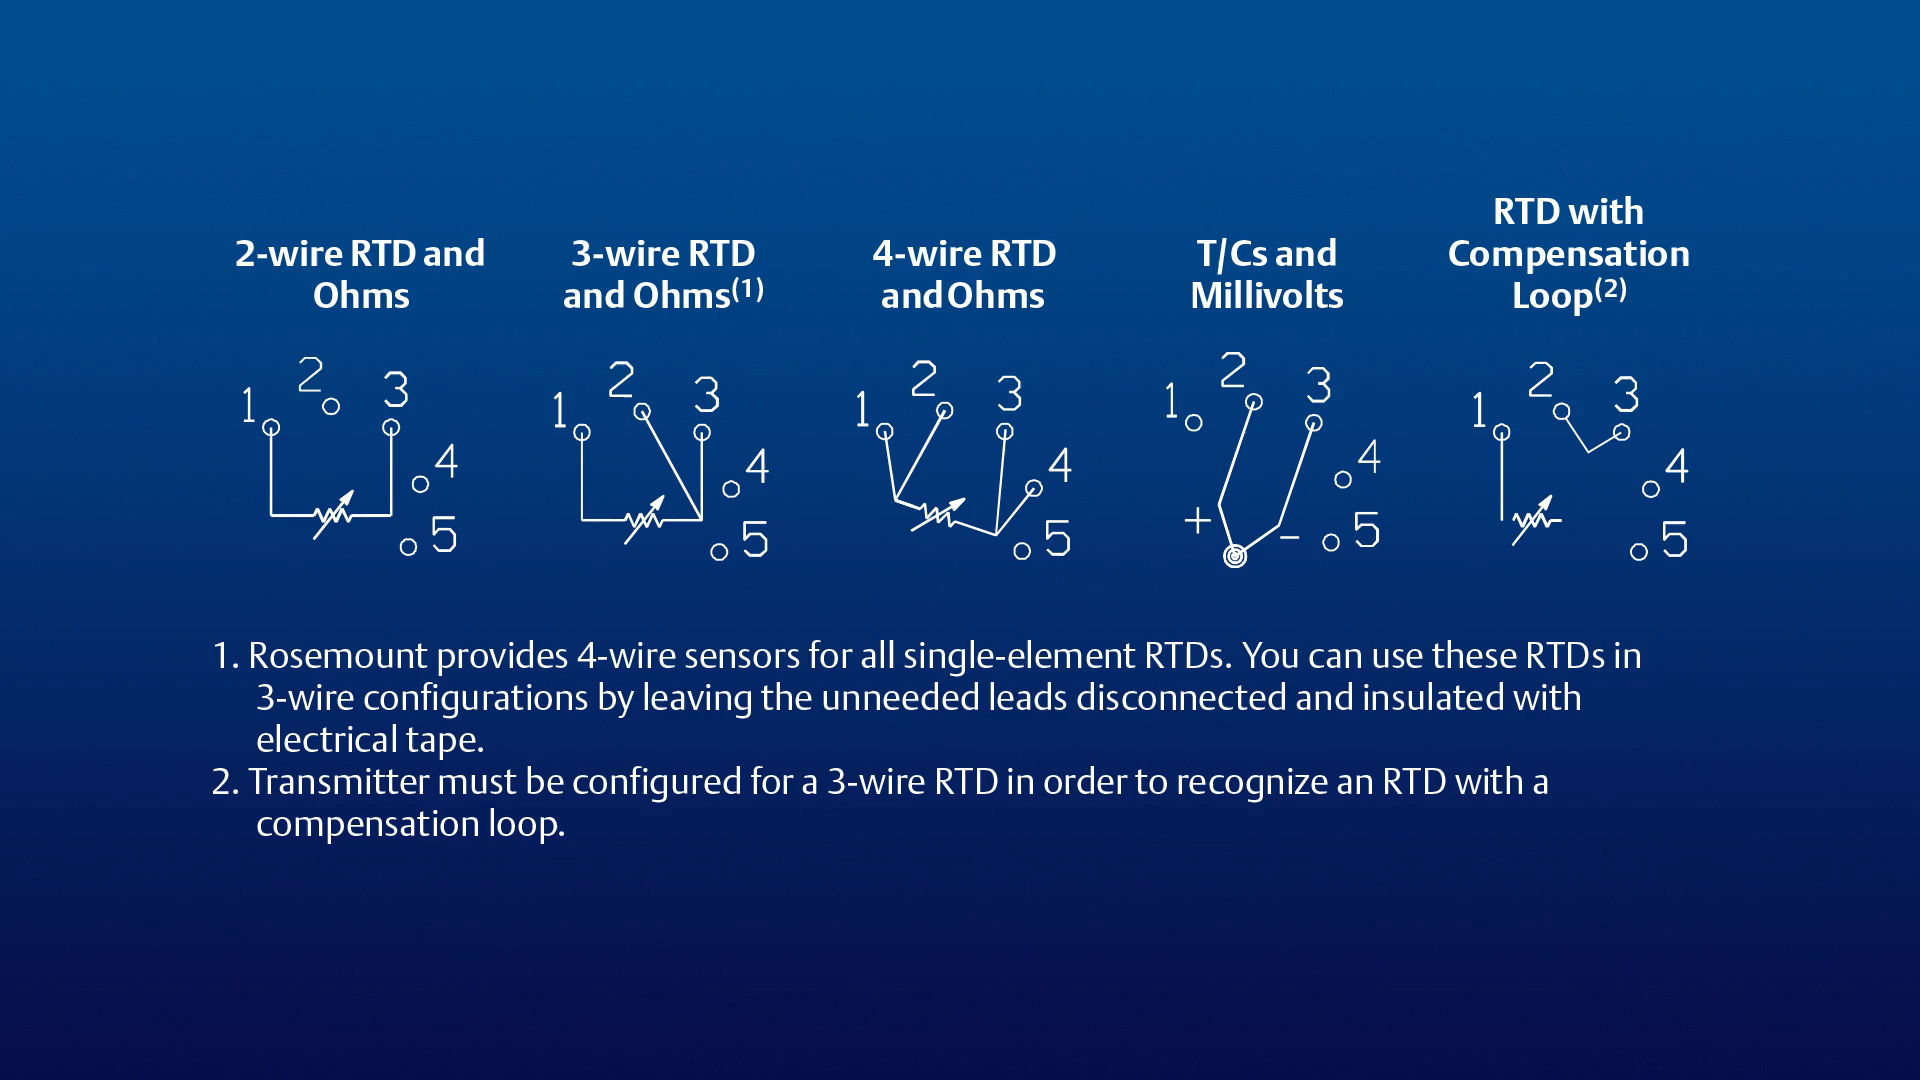 2-wire RTD and
Ohms
3-wire RTD
and Ohms(1)
4-wire RTD
and Ohms
T/Cs and
Millivolts
RTD with
Compensation
Loop(2)
1 2 3 4 5
1 2 3 4 5
1 2 3 4 5
1 2 3 4 5 + –
1 2 3 4 5
1. Rosemount provides 4-wire sensors for all single-element RTDs. You can use these RTDs in
3-wire configurations by leaving the unneeded leads disconnected and insulated with
electrical tape.
2. Transmitter must be configured for a 3-wire RTD in order to recognize an RTD with a
compensation loop.